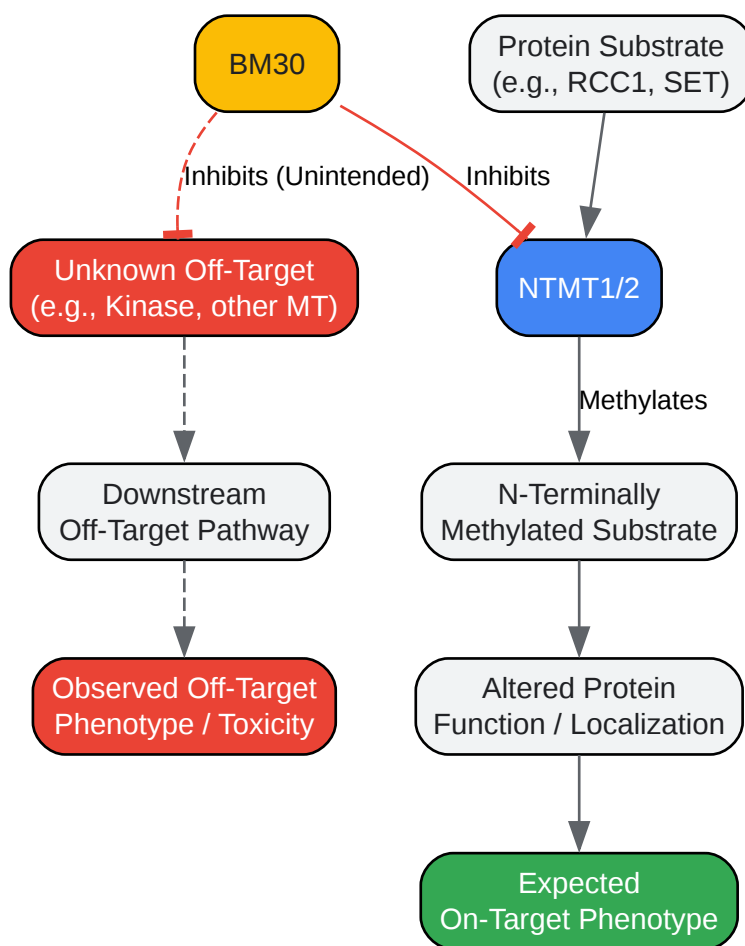 BM30
Protein Substrate
(e.g., RCC1, SET)
Inhibits (Unintended)
Inhibits
Unknown Off-Target
(e.g., Kinase, other MT)
NTMT1/2
Methylates
Downstream
Off-Target Pathway
N-Terminally
Methylated Substrate
Observed Off-Target
Phenotype / Toxicity
Altered Protein
Function / Localization
Expected
On-Target Phenotype